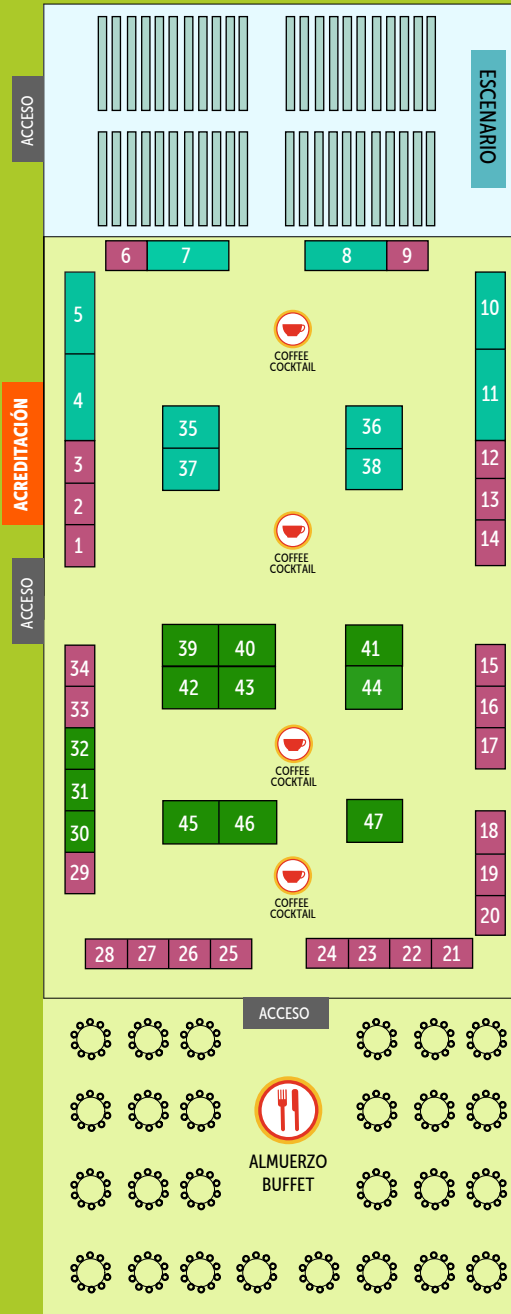 ESCENARIO
ACCESO
6 7 8 9
5
10
COFFEE
COCKTAIL
4
11
ACREDITACIÓN
35 36
37 38
3
12
2
13
1
14
COFFEE
COCKTAIL
ACCESO
39 40 41
42 43 44
34
15
33
16
32
17
COFFEE
COCKTAIL
31
30
45 46 47
18
29
19
COFFEE
COCKTAIL
20
28 27 26 25 24 23 22 21
ACCESO
ALMUERZO
BUFFET